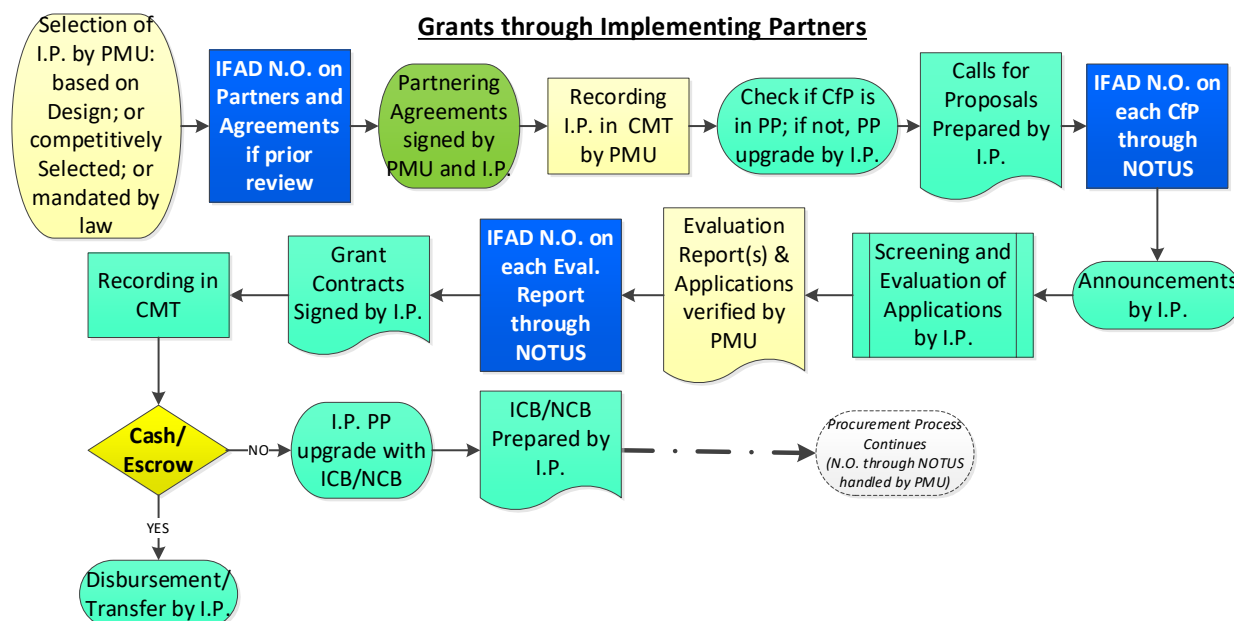 Grants through Implementing Partners
Selection of
I.P. by PMU:
based on
Design; or
competitively
Selected; or
mandated by
law
IFAD N.O. on
Partners and
Agreements
if prior
review
Partnering
Agreements
signed by
PMU and I.P.
Recording
I.P. in CMT
by PMU
Check if CfP is
in PP; if not, PP
upgrade by I.P.
Calls for
Proposals
Prepared by
I.P.
IFAD N.O. on
each CfP
through
NOTUS
Announcements
by I.P.
Screening and
Evaluation of
Applications
by I.P.
Evaluation
Report(s) &
Applications
verified by
PMU
IFAD N.O. on
each Eval.
Report
through
NOTUS
Grant
Contracts
Signed by I.P.
Recording in
CMT
Cash/
Escrow
NO
I.P. PP
upgrade with
ICB/NCB
ICB/NCB
Prepared by
I.P.
Procurement Process
Continues
(N.O. through NOTUS
handled by PMU)
YES
Disbursement/
Transfer by I.P.